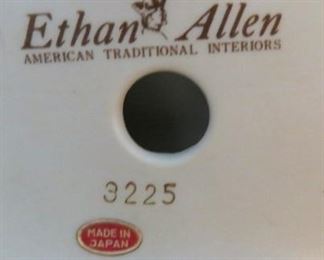 Ethan Allen
AMERICAN TRADITIONAL INTERIORS
3225
MADE IN
JAPAN